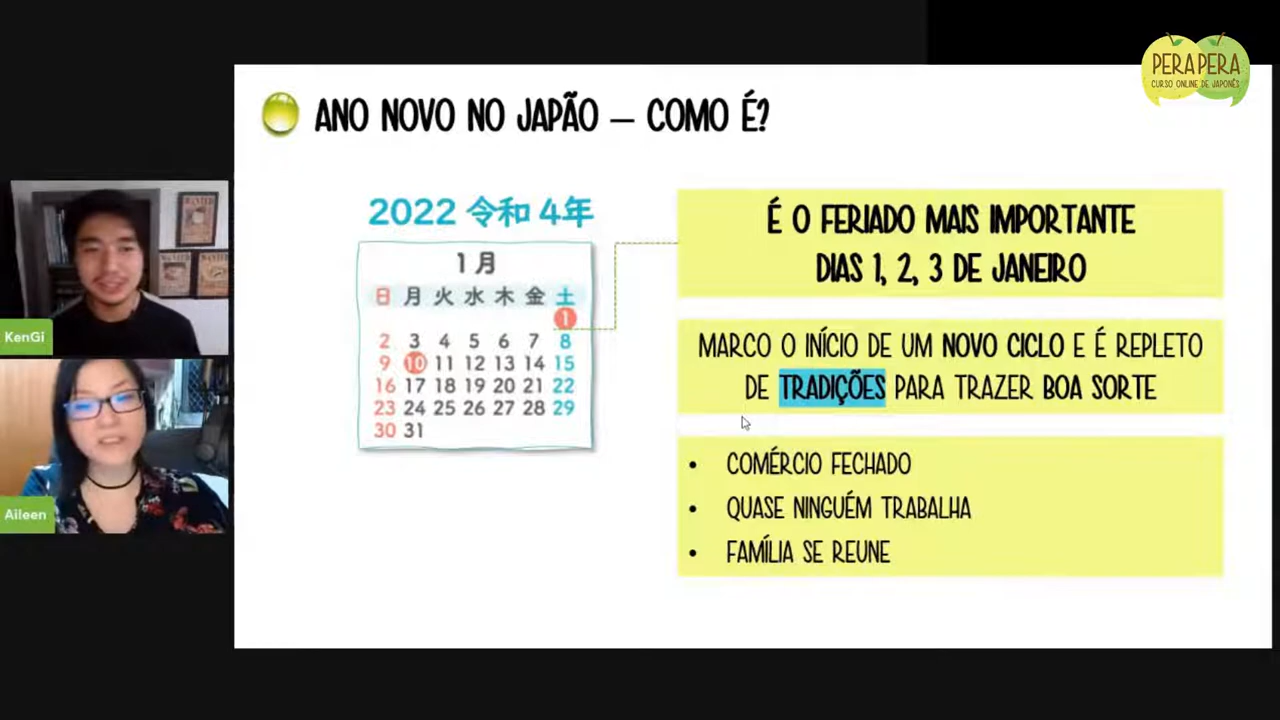 PERAPERA
CURSO ONLINE DE JAPONÊS
ANO NOVO NO JAPÃO – COMO É?
2022 令和 4年
1月
日 月 火 水 木 金 土
1
2 3 4 5 6 7 8
9 10 11 12 13 14 15
16 17 18 19 20 21 22
23 24 25 26 27 28 29
30 31
É O FERIADO MAIS IMPORTANTE
DIAS 1, 2, 3 DE JANEIRO
MARCO O INÍCIO DE UM NOVO CICLO E É REPLETO
DE TRADIÇÕES PARA TRAZER BOA SORTE
• COMÉRCIO FECHADO
• QUASE NINGUÉM TRABALHA
• FAMÍLIA SE REUNE
WANTED
WANTED
WANTED
KenGi
Aileen